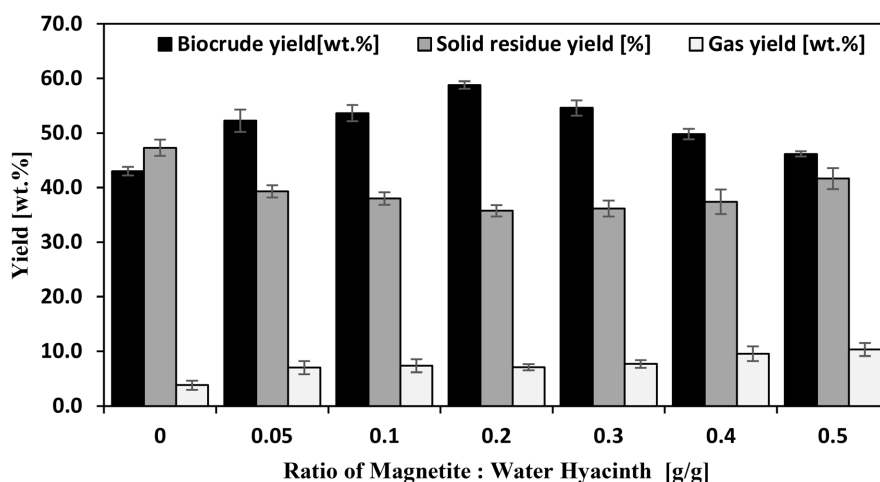 70.0
Biocrude yield[wt.%] Solid residue yield [%] Gas yield [wt.%]
60.0
50.0
40.0
30.0
20.0
10.0
0.0
Yield [wt.%]
0 0.05 0.1 0.2 0.3 0.4 0.5
Ratio of Magnetite : Water Hyacinth [g/g]